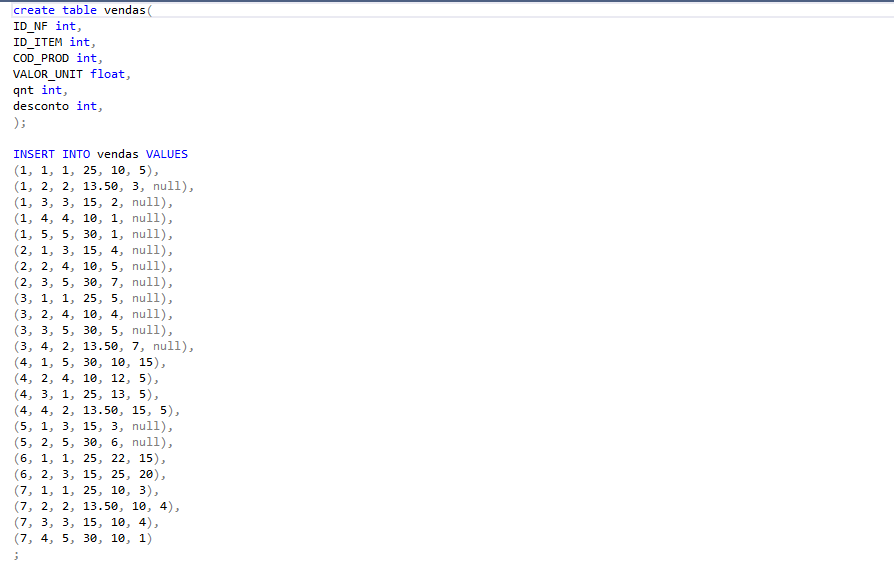 create table vendas(
ID_NF int,
ID_ITEM int,
COD_PROD int,
VALOR_UNIT float,
qnt int,
desconto int,
);

INSERT INTO vendas VALUES
(1, 1, 1, 25, 10, 5),
(1, 2, 2, 13.50, 3, null),
(1, 3, 3, 15, 2, null),
(1, 4, 4, 10, 1, null),
(1, 5, 5, 30, 1, null),
(2, 1, 3, 15, 4, null),
(2, 2, 4, 10, 5, null),
(2, 3, 5, 30, 7, null),
(3, 1, 1, 25, 5, null),
(3, 2, 4, 10, 4, null),
(3, 3, 5, 30, 5, null),
(3, 4, 2, 13.50, 7, null),
(4, 1, 5, 30, 10, 15),
(4, 2, 4, 10, 12, 5),
(4, 3, 1, 25, 13, 5),
(4, 4, 2, 13.50, 15, 5),
(5, 1, 3, 15, 3, null),
(5, 2, 5, 30, 6, null),
(6, 1, 1, 25, 22, 15),
(6, 2, 3, 15, 25, 20),
(7, 1, 1, 25, 10, 3),
(7, 2, 2, 13.50, 10, 4),
(7, 3, 3, 15, 10, 4),
(7, 4, 5, 30, 10, 1)
;